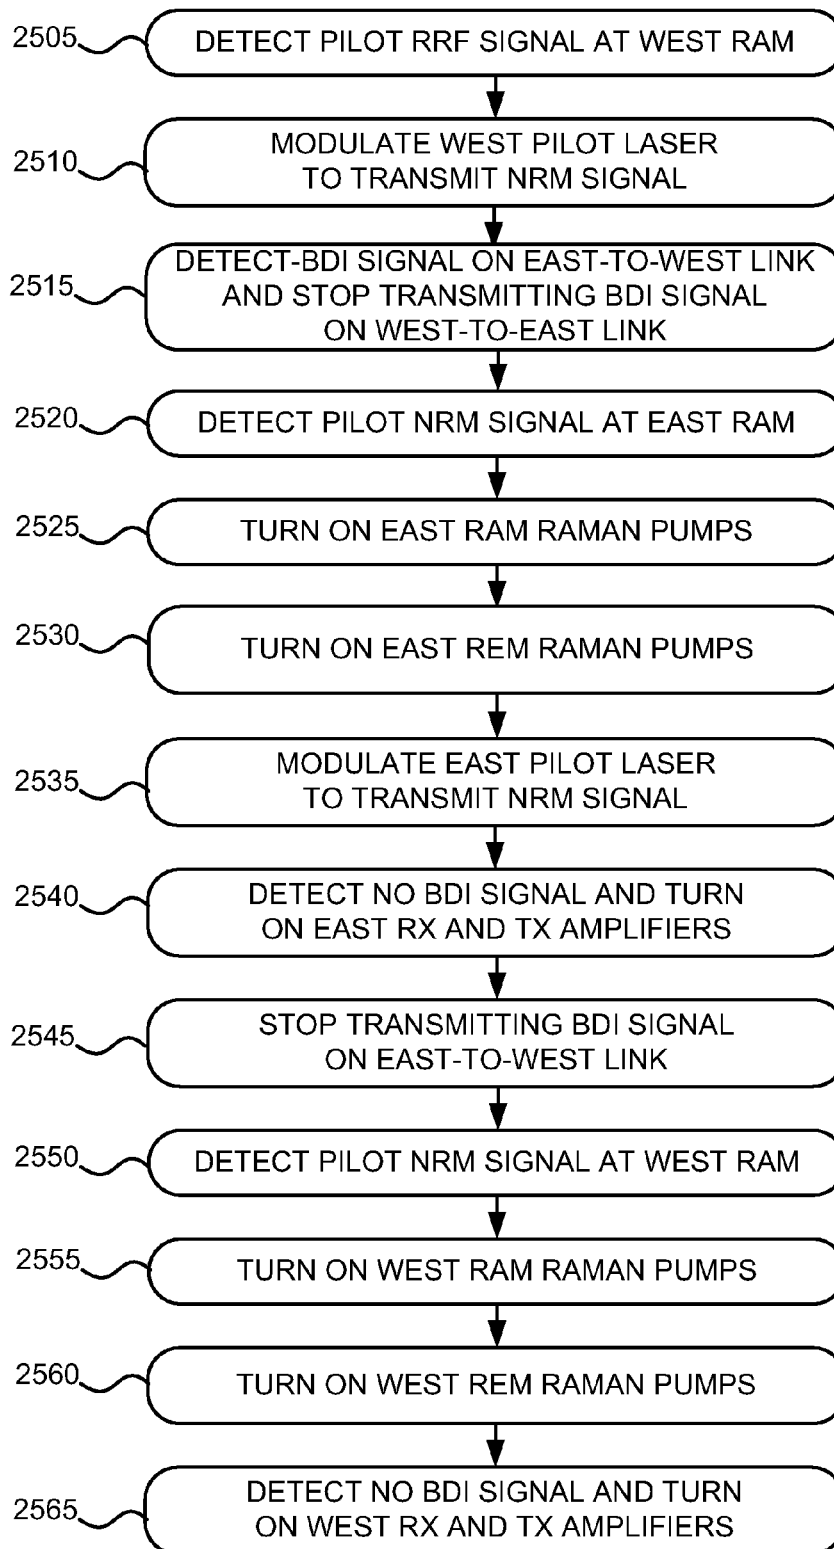 2505
DETECT PILOT RRF SIGNAL AT WEST RAM
2510
MODULATE WEST PILOT LASER
TO TRANSMIT NRM SIGNAL
2515
DETECT-BDI SIGNAL ON EAST-TO-WEST LINK
AND STOP TRANSMITTING BDI SIGNAL
ON WEST-TO-EAST LINK
2520
DETECT PILOT NRM SIGNAL AT EAST RAM
2525
TURN ON EAST RAM RAMAN PUMPS
2530
TURN ON EAST REM RAMAN PUMPS
2535
MODULATE EAST PILOT LASER
TO TRANSMIT NRM SIGNAL
2540
DETECT NO BDI SIGNAL AND TURN
ON EAST RX AND TX AMPLIFIERS
2545
STOP TRANSMITTING BDI SIGNAL
ON EAST-TO-WEST LINK
2550
DETECT PILOT NRM SIGNAL AT WEST RAM
2555
TURN ON WEST RAM RAMAN PUMPS
2560
TURN ON WEST REM RAMAN PUMPS
2565
DETECT NO BDI SIGNAL AND TURN
ON WEST RX AND TX AMPLIFIERS